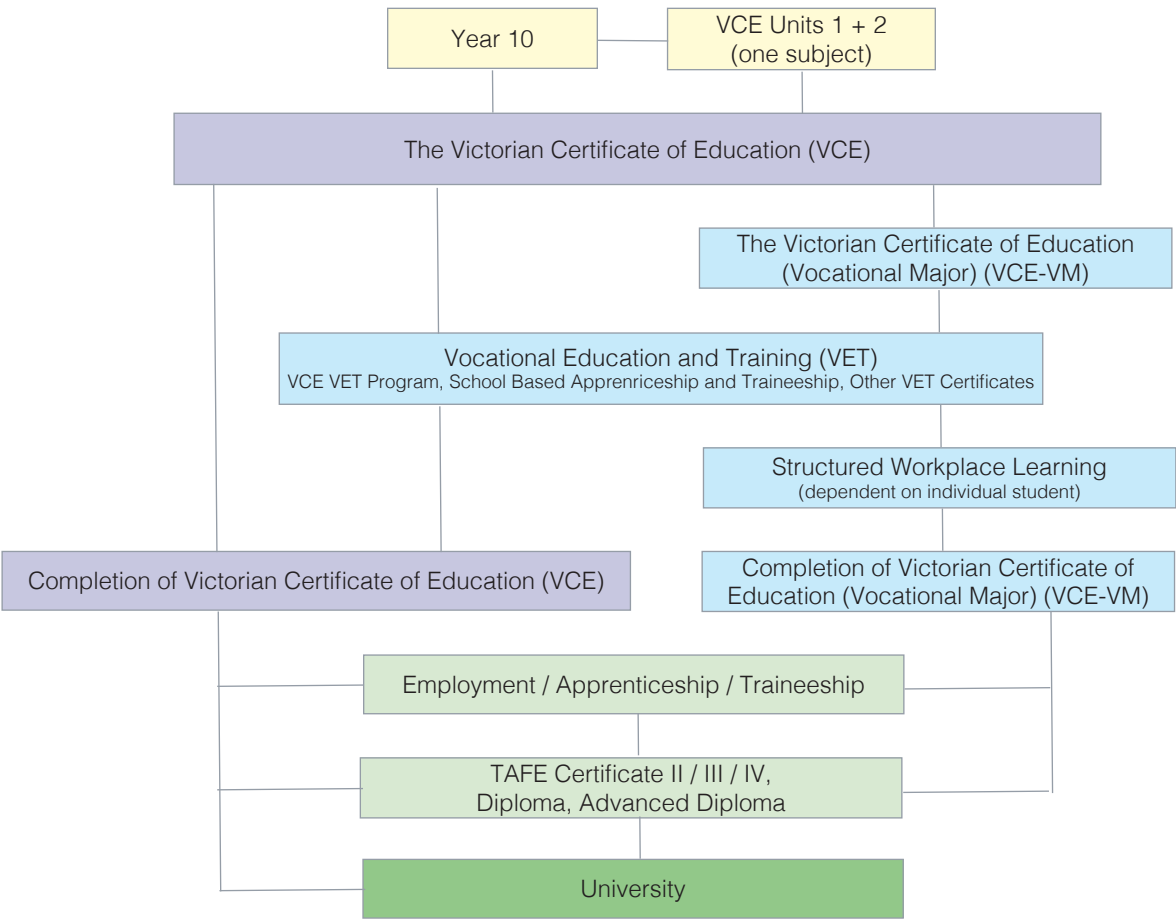 Year 10
VCE Units 1 + 2
(one subject)
The Victorian Certificate of Education (VCE)
The Victorian Certificate of Education
(Vocational Major) (VCE-VM)
Vocational Education and Training (VET)
VCE VET Program, School Based Apprenriceship and Traineeship, Other VET Certificates
Structured Workplace Learning
(dependent on individual student)
Completion of Victorian Certificate of Education (VCE)
Completion of Victorian Certificate of
Education (Vocational Major) (VCE-VM)
Employment / Apprenticeship / Traineeship
TAFE Certificate II / III / IV,
Diploma, Advanced Diploma
University